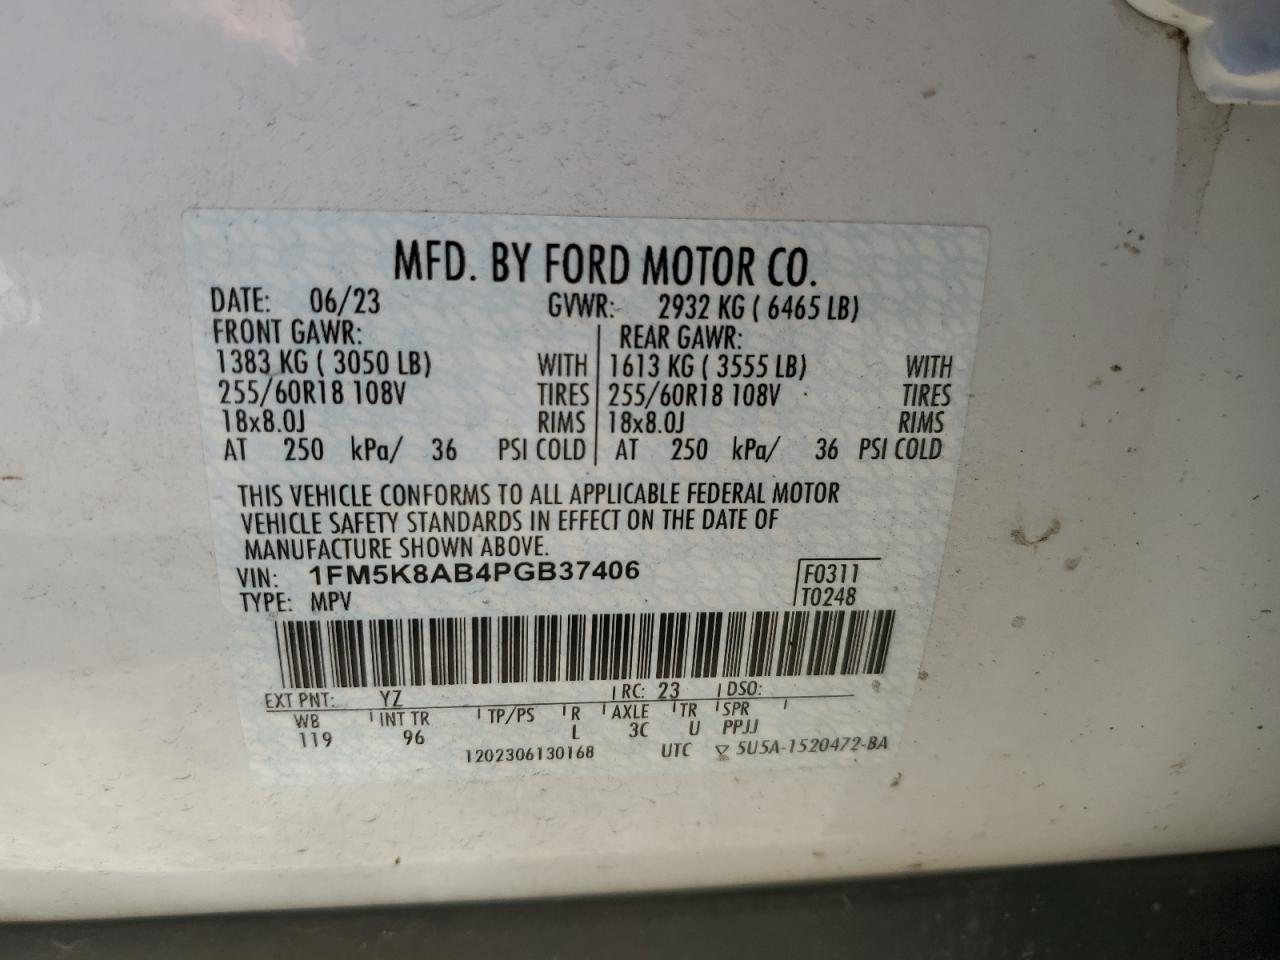 MFD. BY FORD MOTOR CO.
DATE: 06/23 GVWR: 2932 KG ( 6465 LB)
FRONT GAWR: REAR GAWR:
1383 KG ( 3050 LB) WITH 1613 KG ( 3555 LB) WITH
255/60R18 108V TIRES 255/60R18 108V TIRES
18x8.0J RIMS 18x8.0J RIMS
AT 250 kPa/ 36 PSI COLD AT 250 kPa/ 36 PSI COLD
THIS VEHICLE CONFORMS TO ALL APPLICABLE FEDERAL MOTOR
VEHICLE SAFETY STANDARDS IN EFFECT ON THE DATE OF
MANUFACTURE SHOWN ABOVE.
VIN: 1FM5K8AB4PGB37406 F0311
TYPE: MPV T0248
EXT PNT: YZ RC: 23 DSO:
WB INT TR TP/PS R AXLE TR SPR
119 96 L 3C U PPJJ
1202306130168 UTC 5U5A-1520472-BA